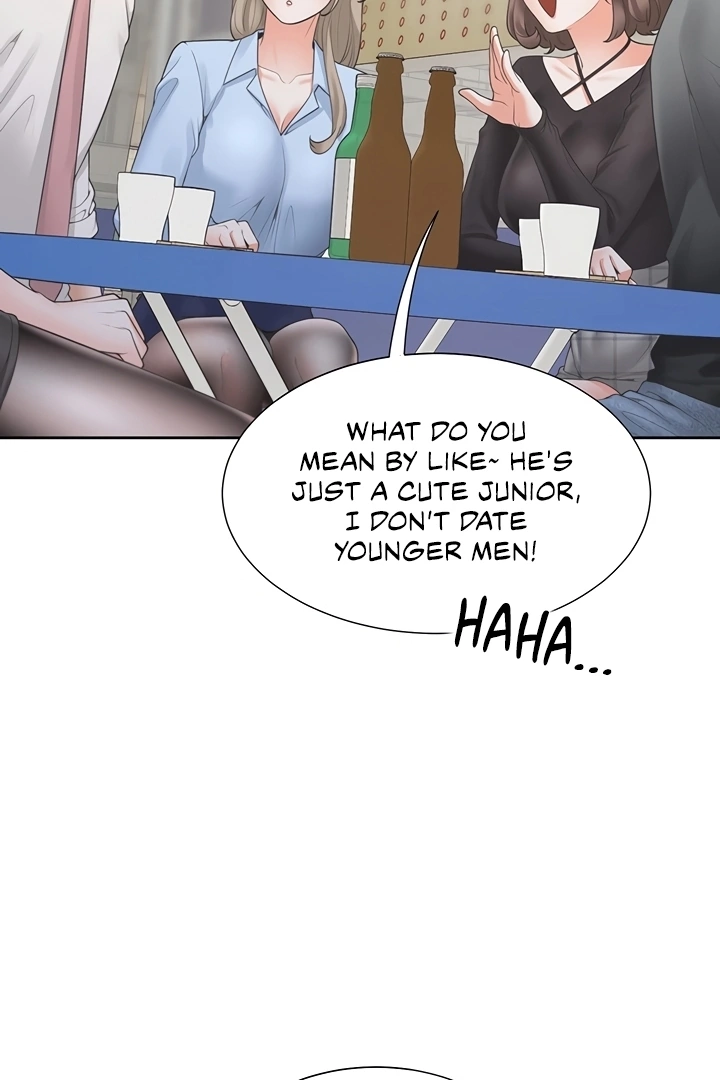 WHAT DO YOU
MEAN BY LIKE~ HE'S
JUST A CUTE JUNIOR,
I DON'T DATE
YOUNGER MEN!
HAHA...